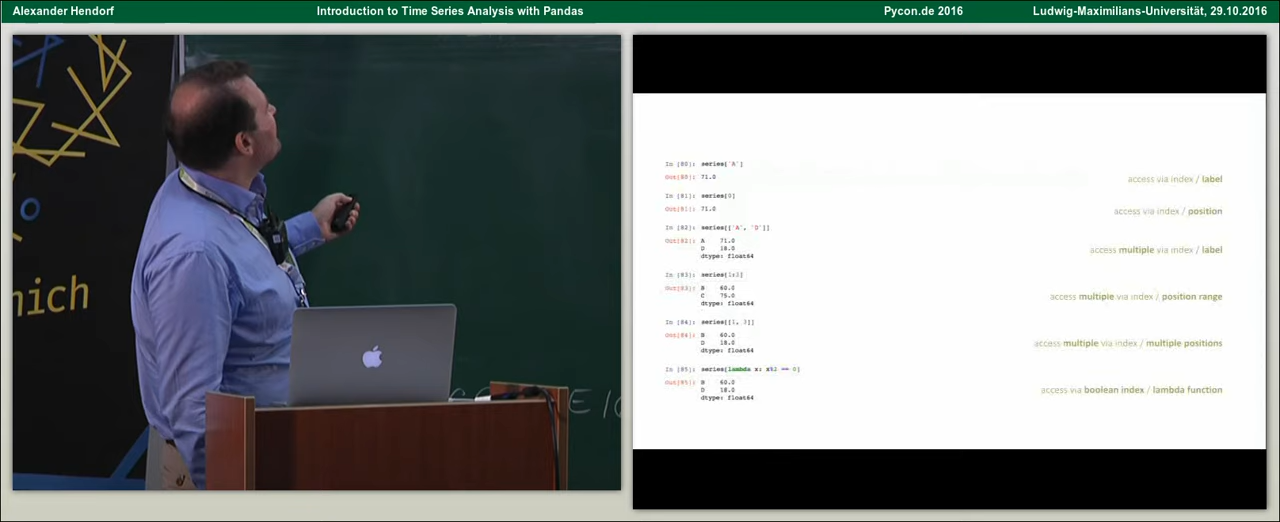 Alexander Hendorf
Introduction to Time Series Analysis with Pandas
Pycon.de 2016
Ludwig-Maximilians-Universität, 29.10.2016
nich
In [80]: series['A']
Out[80]: 71.0
access via index / label
In [81]: series[0]
Out[81]: 71.0
access via index / position
In [82]: series[['A', 'D']]
Out[82]: A 71.0
D 18.0
dtype: float64
access multiple via index / label
In [83]: series[1:3]
Out[83]: B 60.0
C 75.0
dtype: float64
access multiple via index / position range
In [84]: series[[1, 3]]
Out[84]: B 60.0
D 18.0
dtype: float64
access multiple via index / multiple positions
In [85]: series[lambda x: x%2 == 0]
Out[85]: B 60.0
D 18.0
dtype: float64
access via boolean index / lambda function